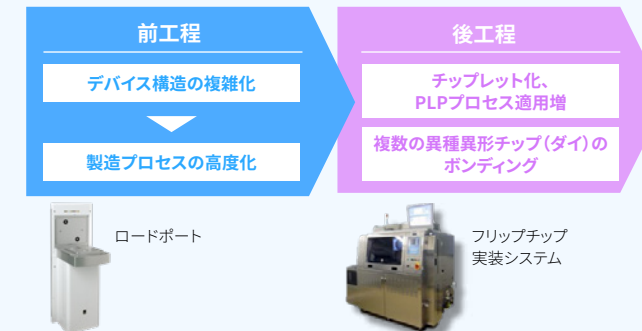 前工程
デバイス構造の複雑化
製造プロセスの高度化
ロードポート
後工程
チップレット化、
PLPプロセス適用増
複数の異種異形チップ(ダイ)の
ボンディング
フリップチップ
実装システム